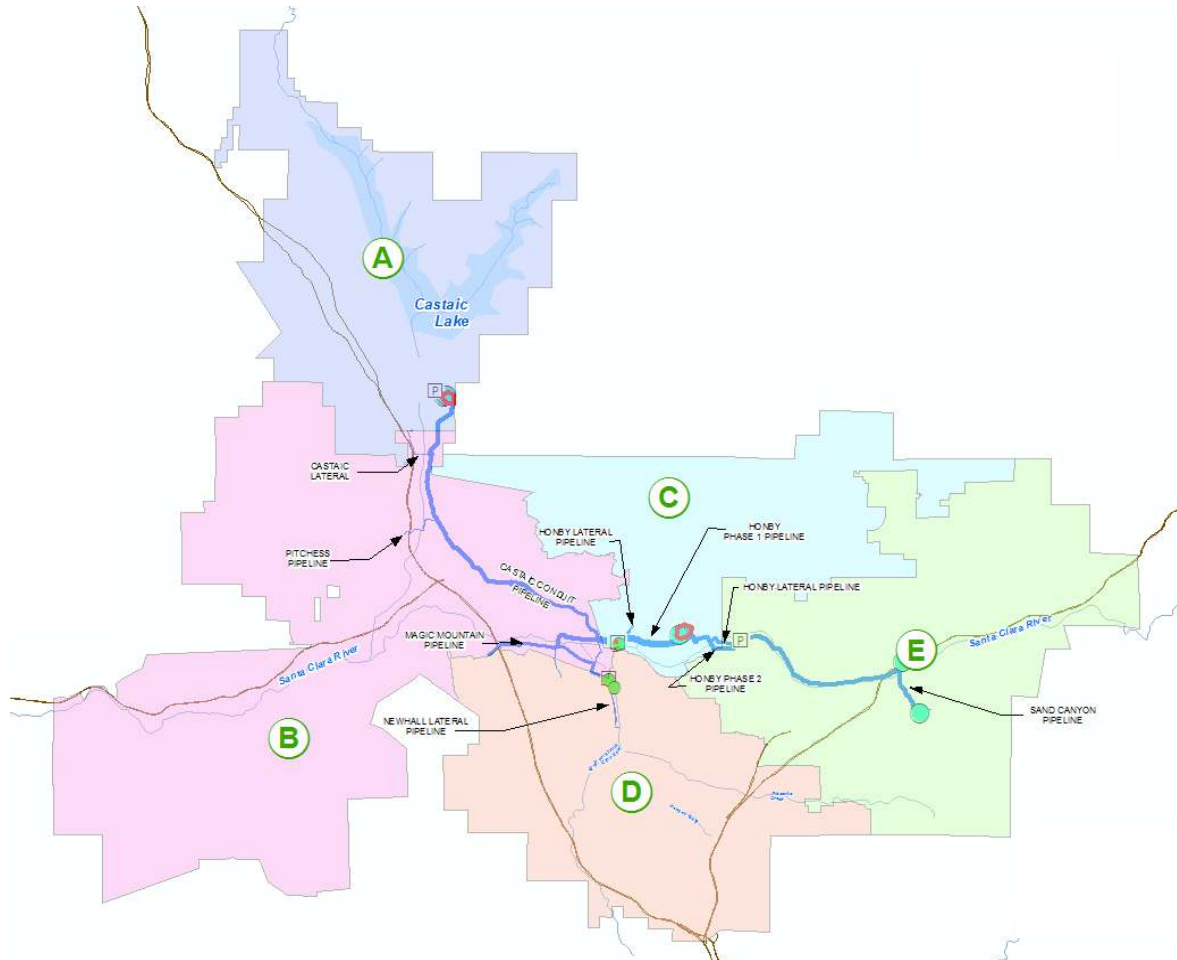 A
Castaic
Lake
P
CASTAIC
LATERAL
C
HONBY LATERAL
PIPELINE
HONBY
PHASE 1 PIPELINE
PITCHESS
PIPELINE
CASTAIC CONDUIT
PIPELINE
HONBY LATERAL PIPELINE
MAGIC MOUNTAIN
PIPELINE
P
Santa Clara River
E
Santa Clara River
HONBY PHASE 2
PIPELINE
SAND CANYON
PIPELINE
NEWHALL LATERAL
PIPELINE
B
D